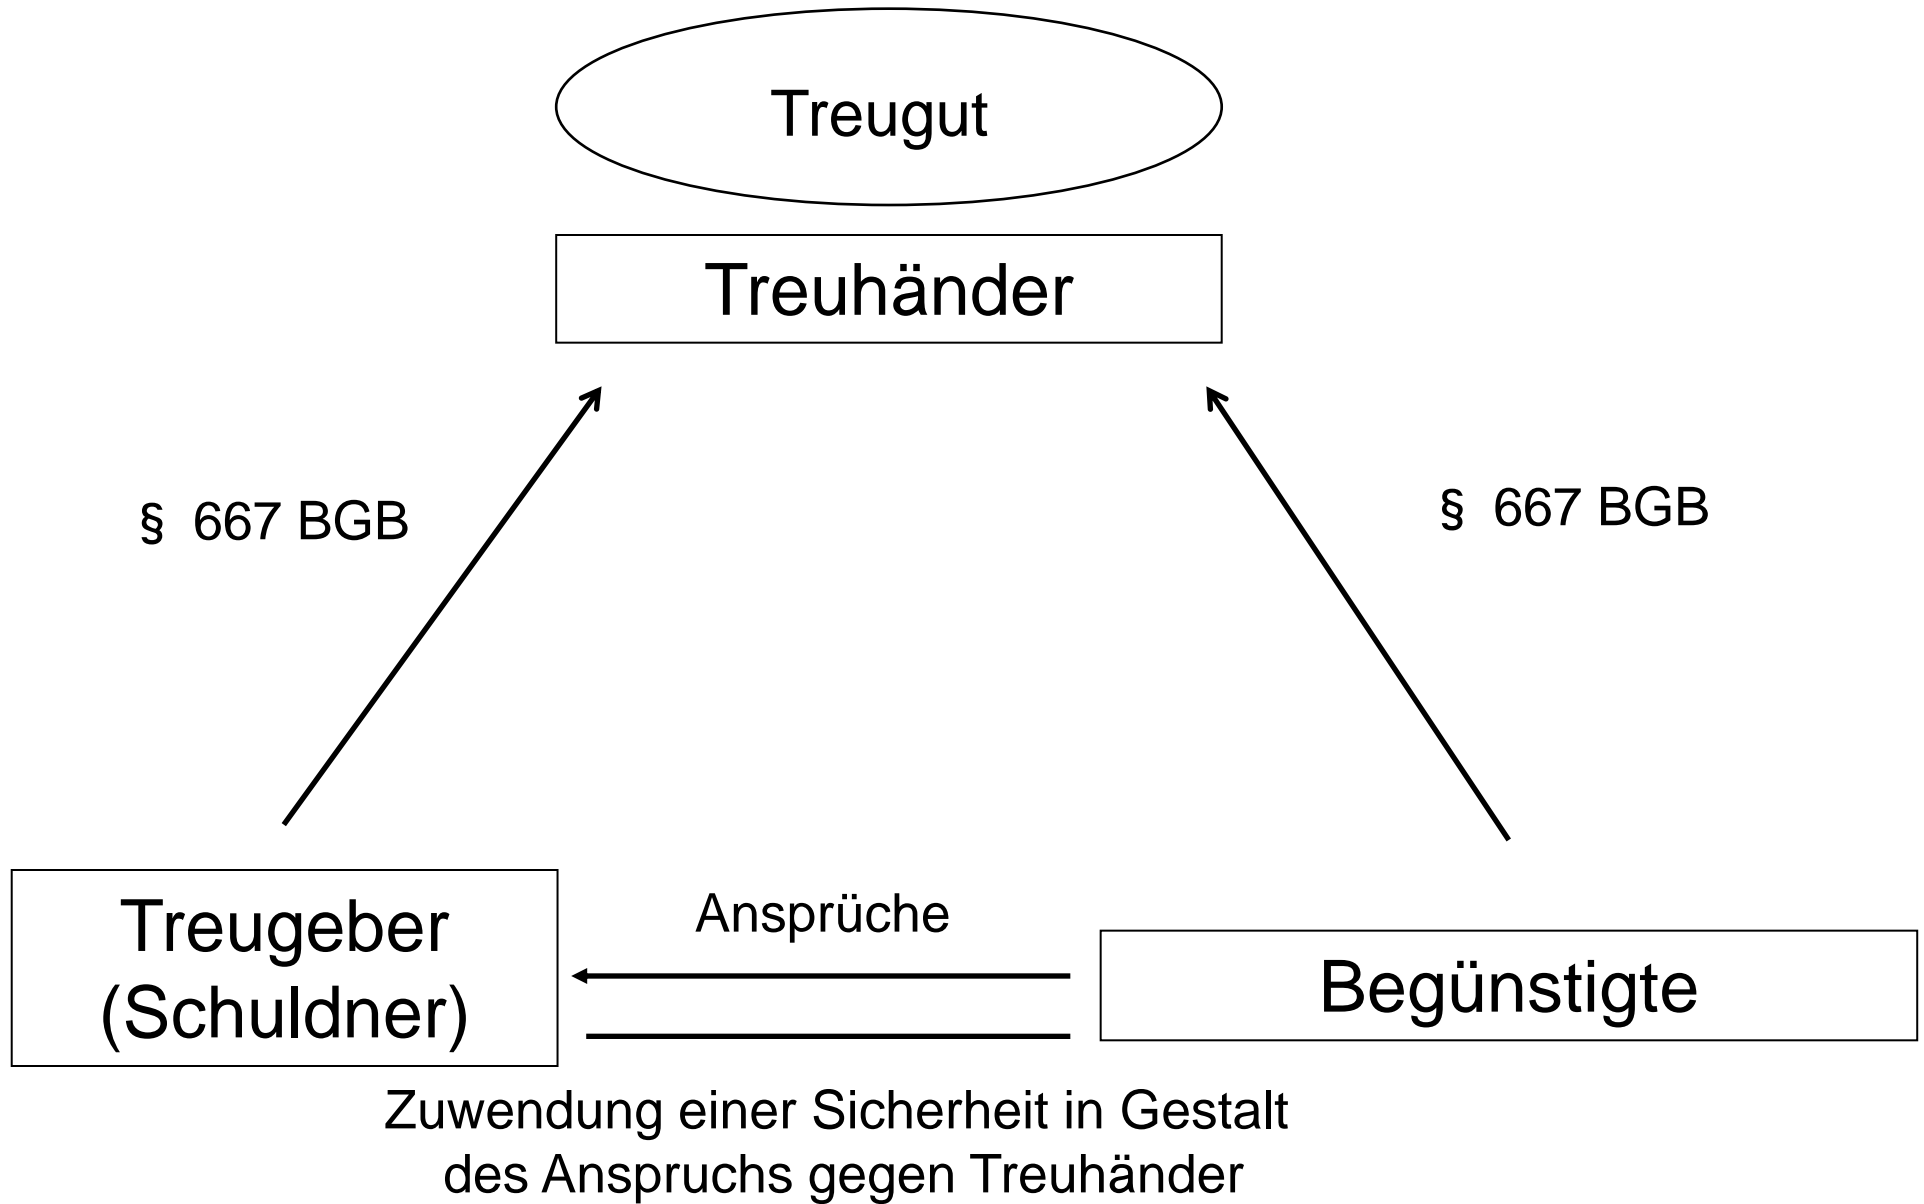 Treugut
Treuhänder
§ 667 BGB
§ 667 BGB
Treugeber
(Schuldner)
Ansprüche
Begünstigte
Zuwendung einer Sicherheit in Gestalt
des Anspruchs gegen Treuhänder